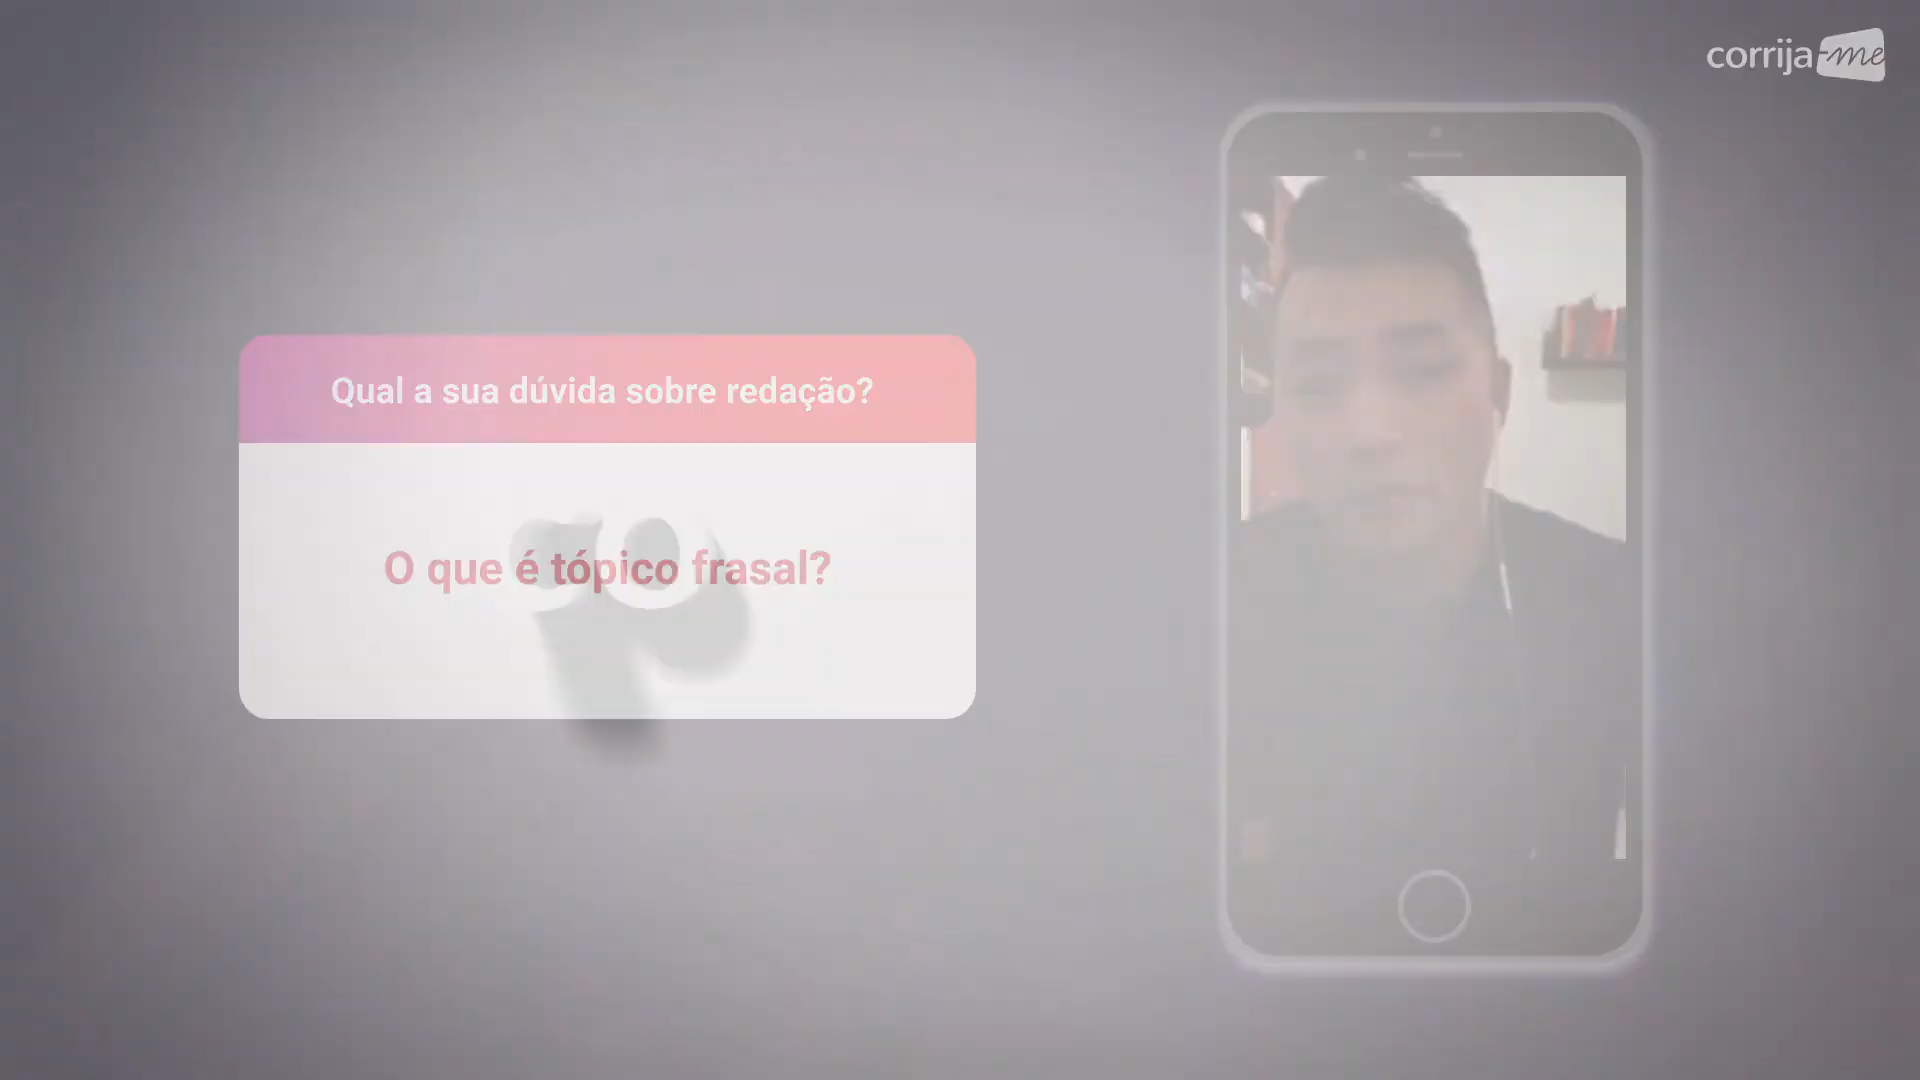 corrija-me
Qual a sua dúvida sobre redação?
O que é tópico frasal?